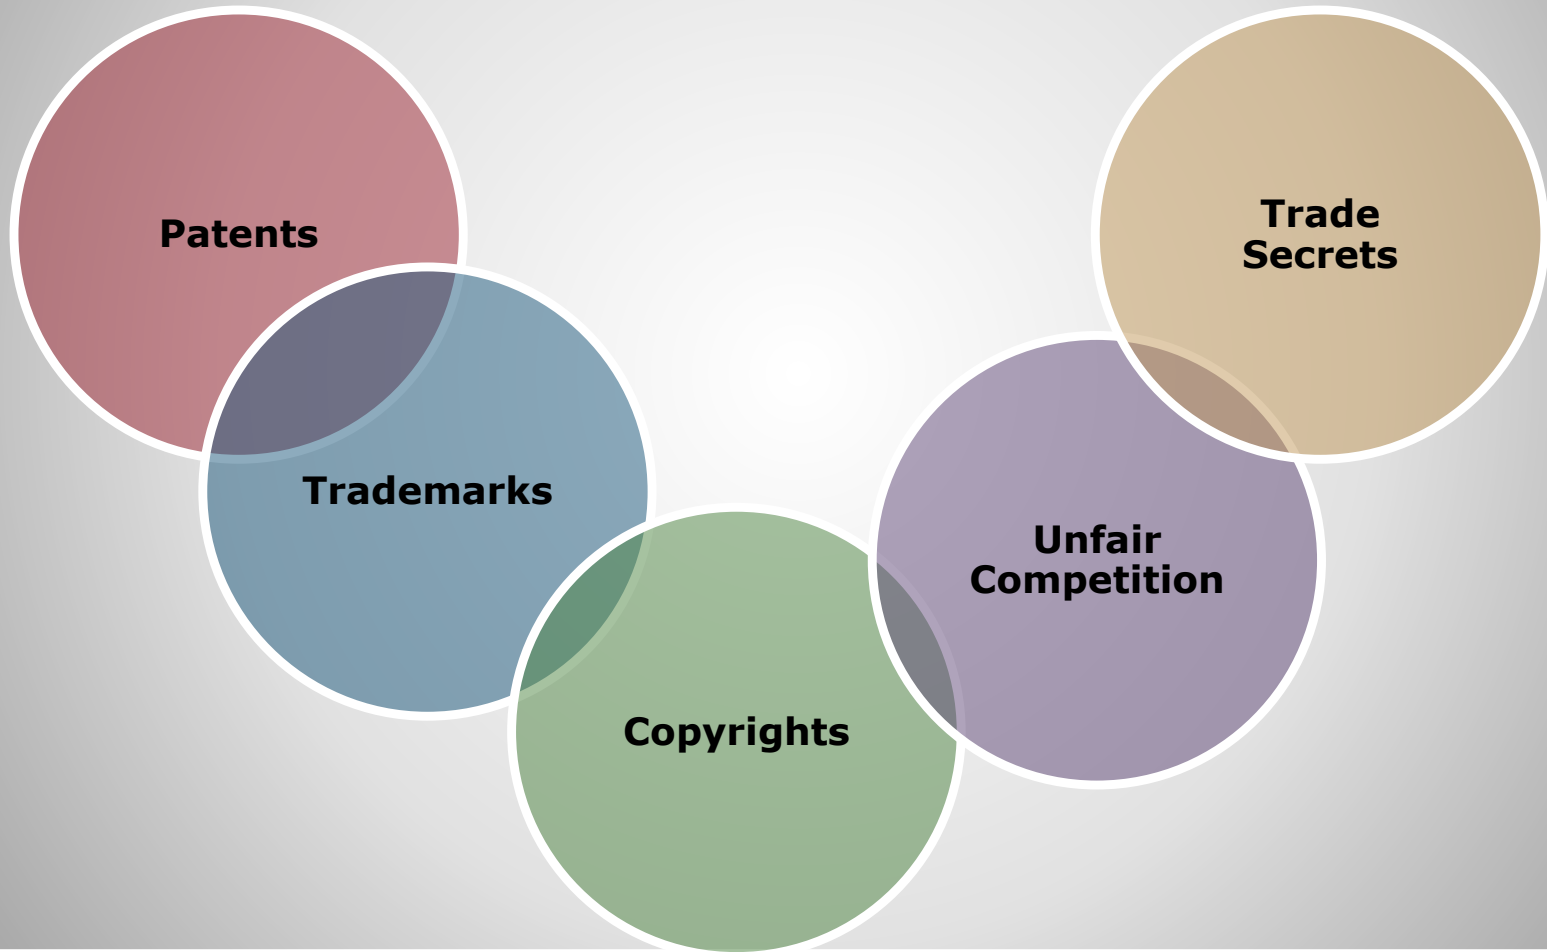 Patents
Trade
Secrets
Trademarks
Unfair
Competition
Copyrights